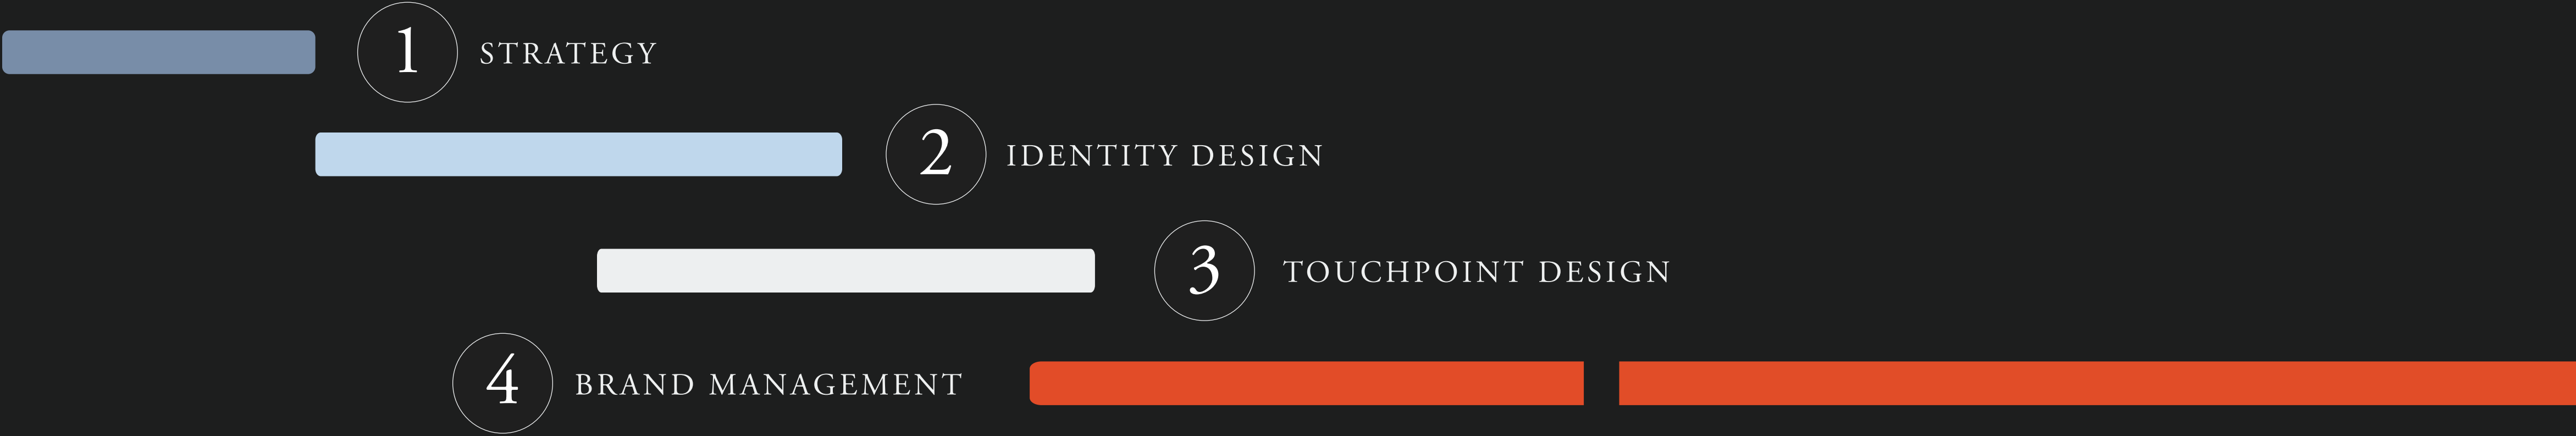 1 STRATEGY
2 IDENTITY DESIGN
3 TOUCHPOINT DESIGN
4 BRAND MANAGEMENT